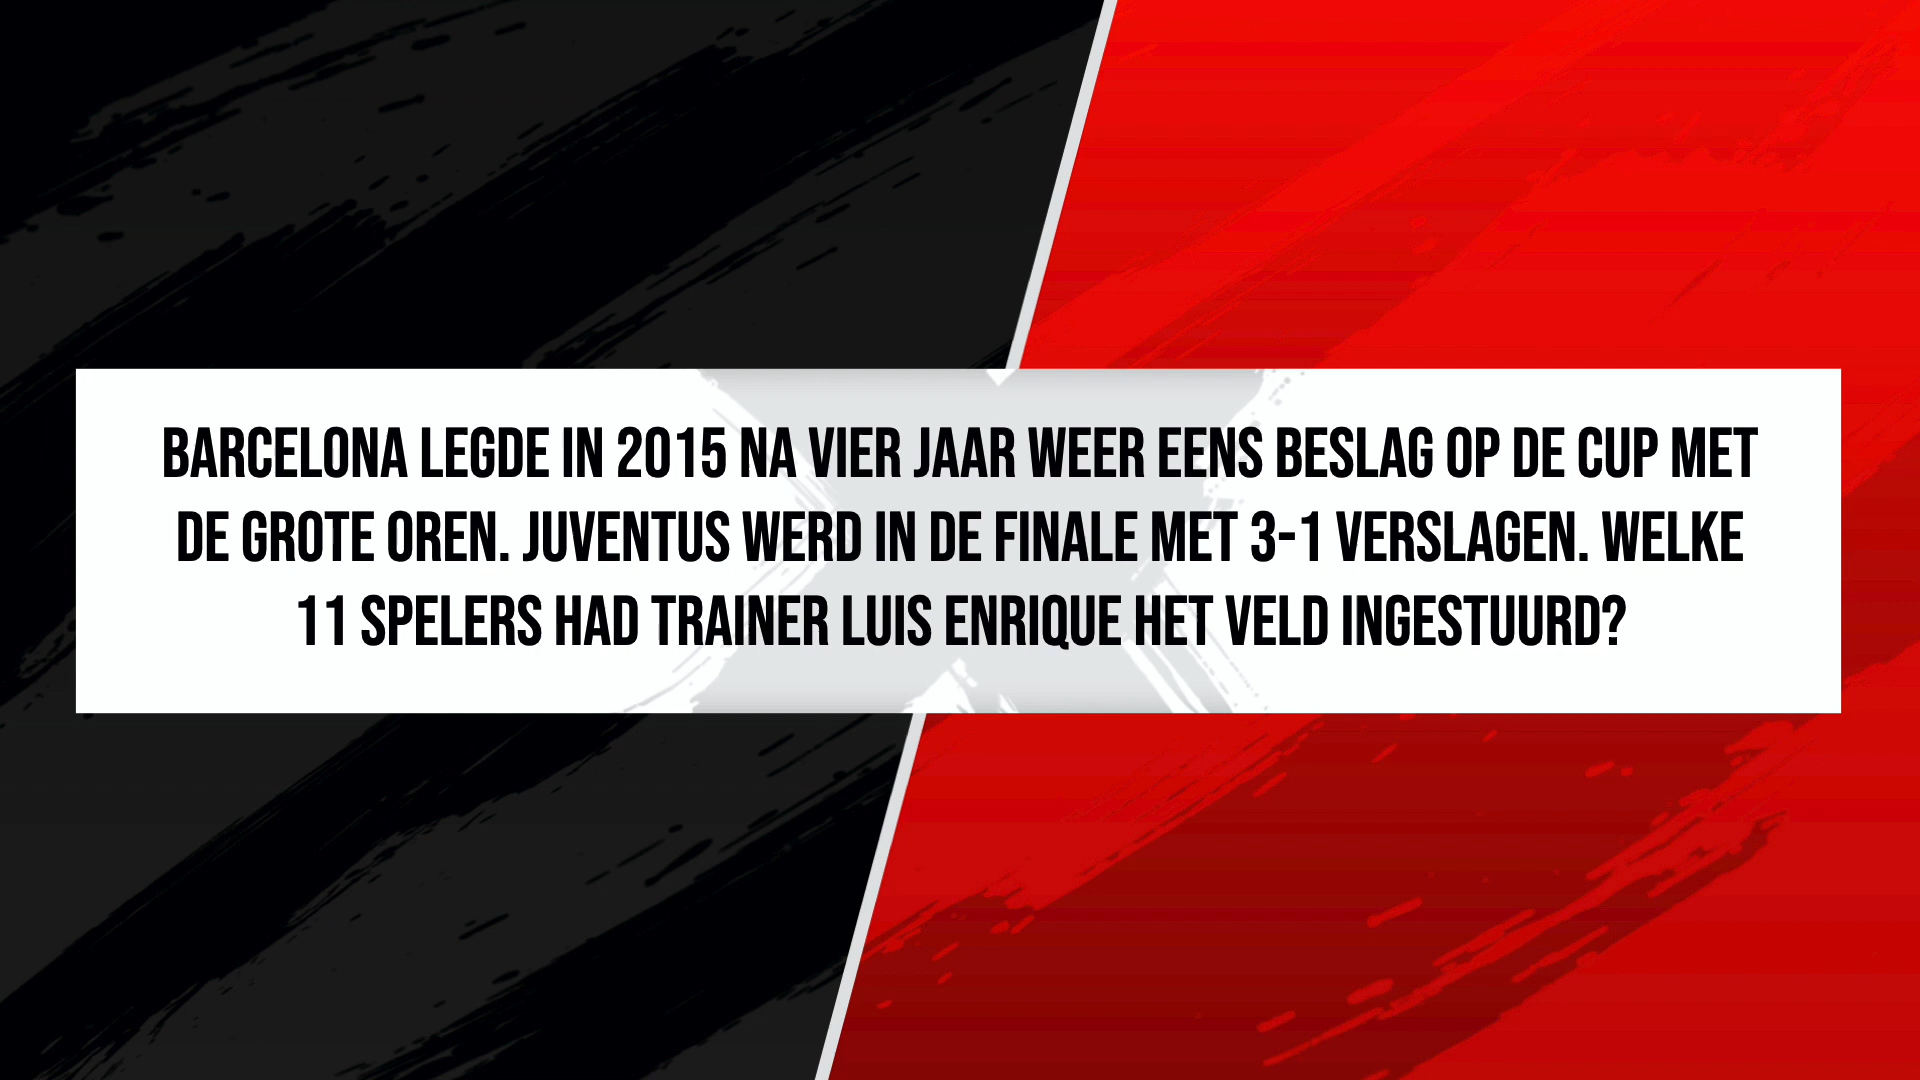 BARCELONA LEGDE IN 2015 NA VIER JAAR WEER EENS BESLAG OP DE CUP MET
DE GROTE OREN. JUVENTUS WERD IN DE FINALE MET 3-1 VERSLAGEN. WELKE
11 SPELERS HAD TRAINER LUIS ENRIQUE HET VELD INGESTUURD?